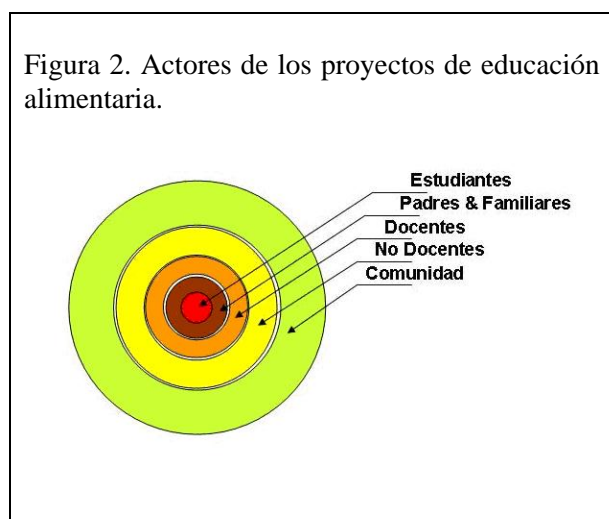 Figura 2. Actores de los proyectos de educación
alimentaria.
Estudiantes
Padres & Familiares
Docentes
No Docentes
Comunidad